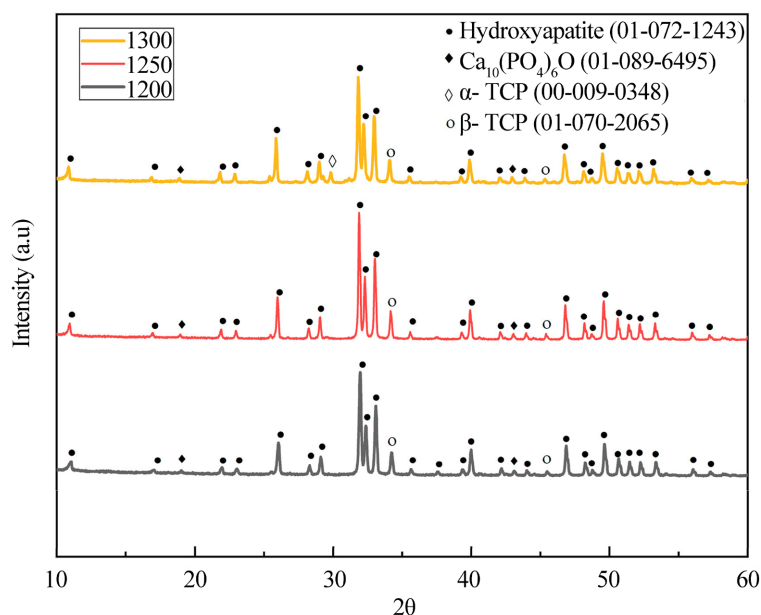 1300
1250
1200
• Hydroxyapatite (01-072-1243)
♦ Ca₁₀(PO₄)₆O (01-089-6495)
◊ α- TCP (00-009-0348)
o β- TCP (01-070-2065)
Intensity (a.u)
10 20 30 40 50 60
2θ